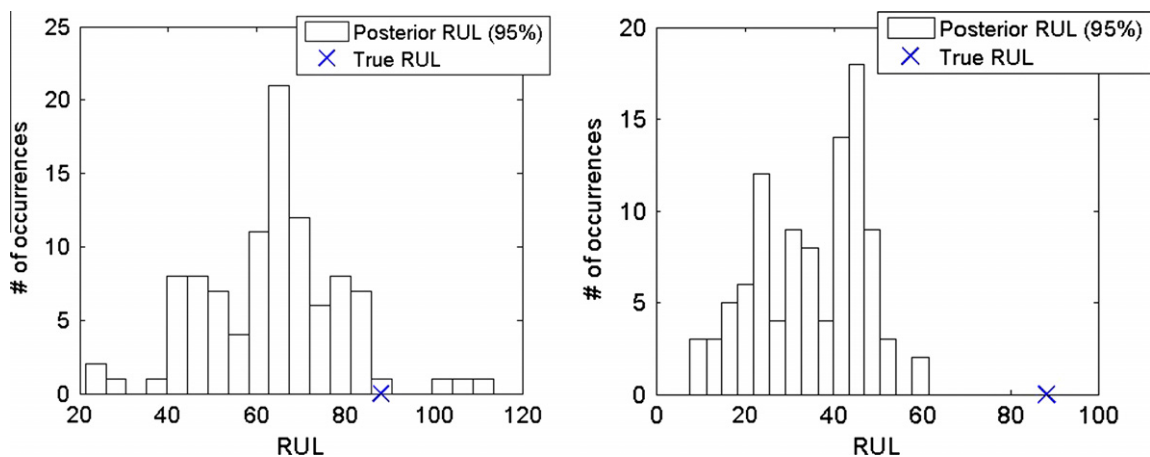 25
20
15
10
5
0
# of occurrences
Posterior RUL (95%)
True RUL
20 40 60 80 100 120
RUL
20
15
10
5
0
# of occurrences
Posterior RUL (95%)
True RUL
0 20 40 60 80 100
RUL